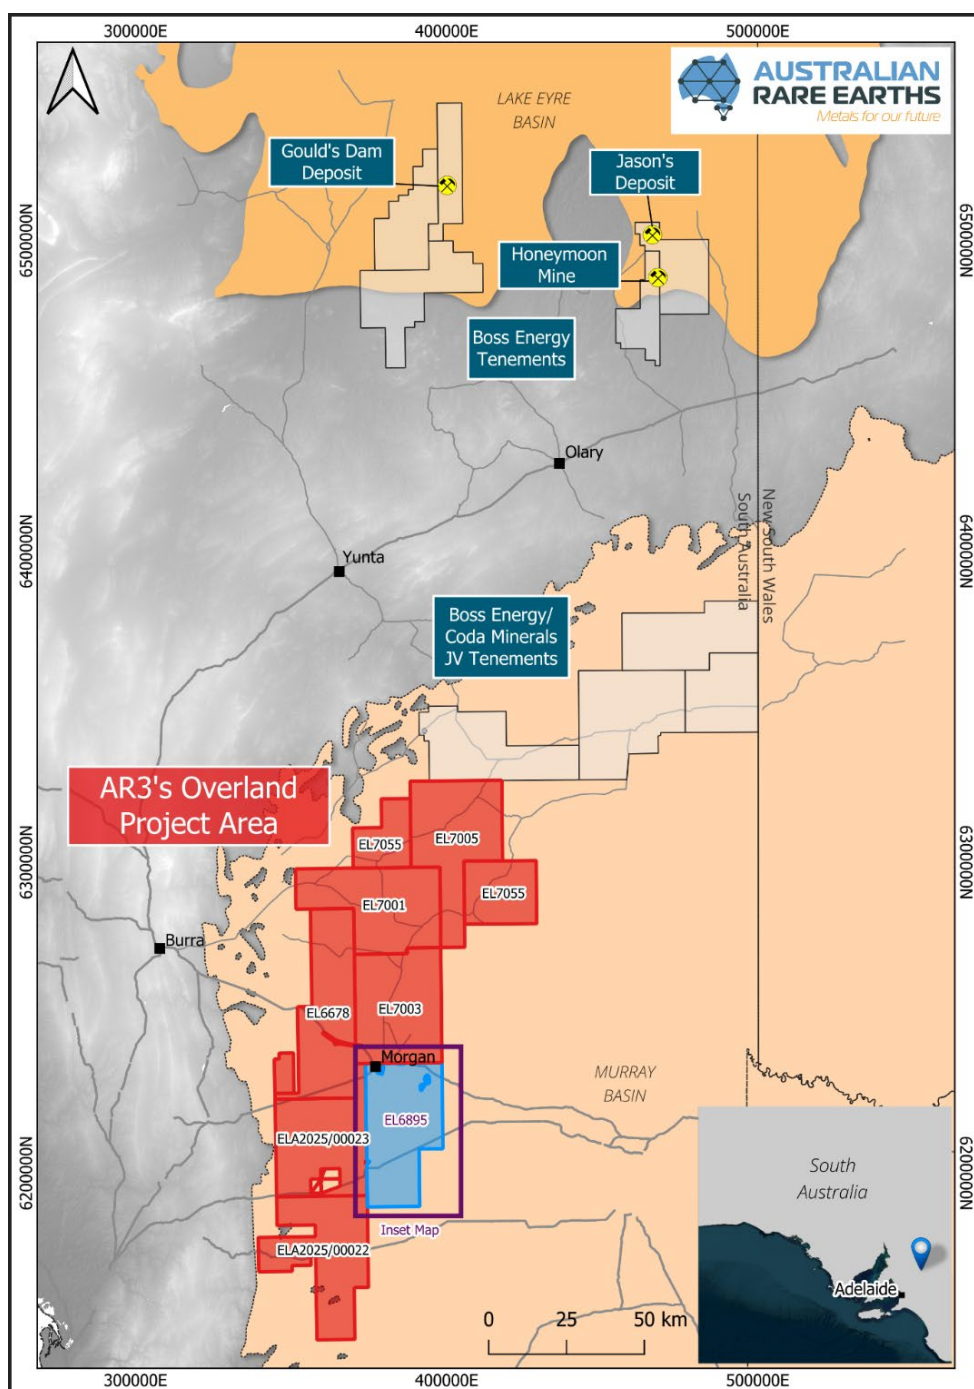 300000E
400000E
500000E
AUSTRALIAN
RARE EARTHS
Metals for our future
LAKE EYRE
BASIN
Gould's Dam
Deposit
Jason's
Deposit
6500000N
6500000N
Honeymoon
Mine
Boss Energy
Tenements
Olary
New South Wales
South Australia
6400000N
6400000N
Yunta
Boss Energy/
Coda Minerals
JV Tenements
AR3's Overland
Project Area
EL7055
EL7005
6300000N
6300000N
EL7055
EL7001
Burra
EL6678
EL7003
Morgan
MURRAY
BASIN
EL6895
ELA2025/00023
6200000N
6200000N
South
Australia
Inset Map
ELA2025/00022
Adelaide
0
25
50 km
300000E
400000E
500000E